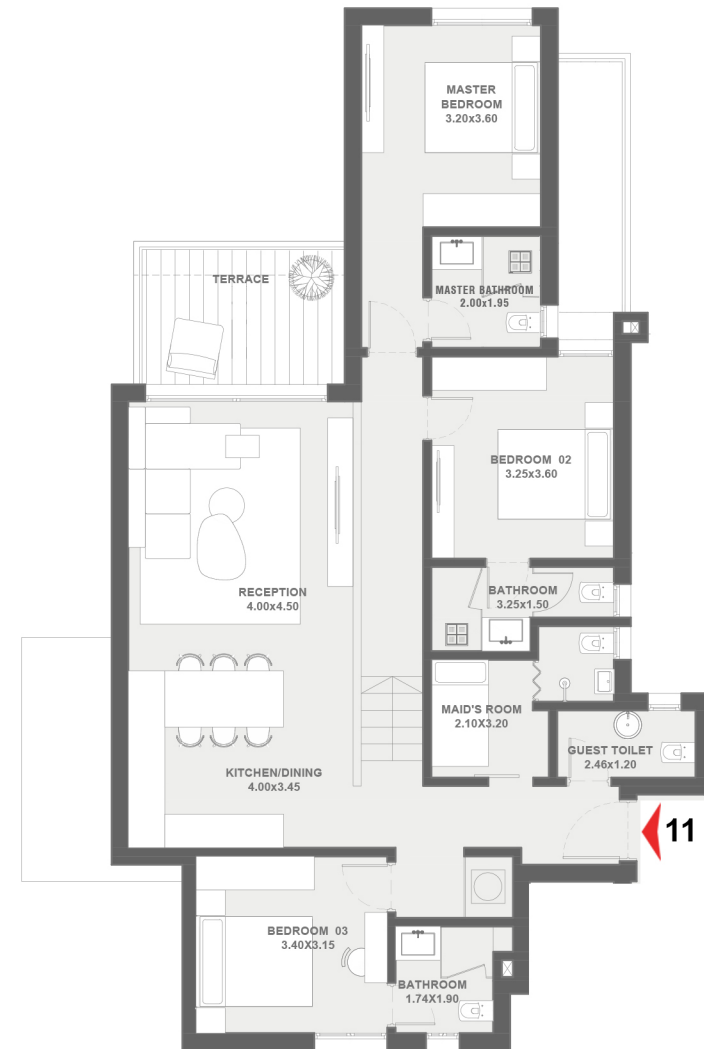 MASTER
BEDROOM
3.20x3.60
TERRACE
MASTER BATHROOM
2.00x1.95
BEDROOM 02
3.25x3.60
BATHROOM
3.25x1.50
RECEPTION
4.00x4.50
MAID'S ROOM
2.10X3.20
GUEST TOILET
2.46x1.20
KITCHEN/DINING
4.00x3.45
11
BEDROOM 03
3.40X3.15
BATHROOM
1.74X1.90